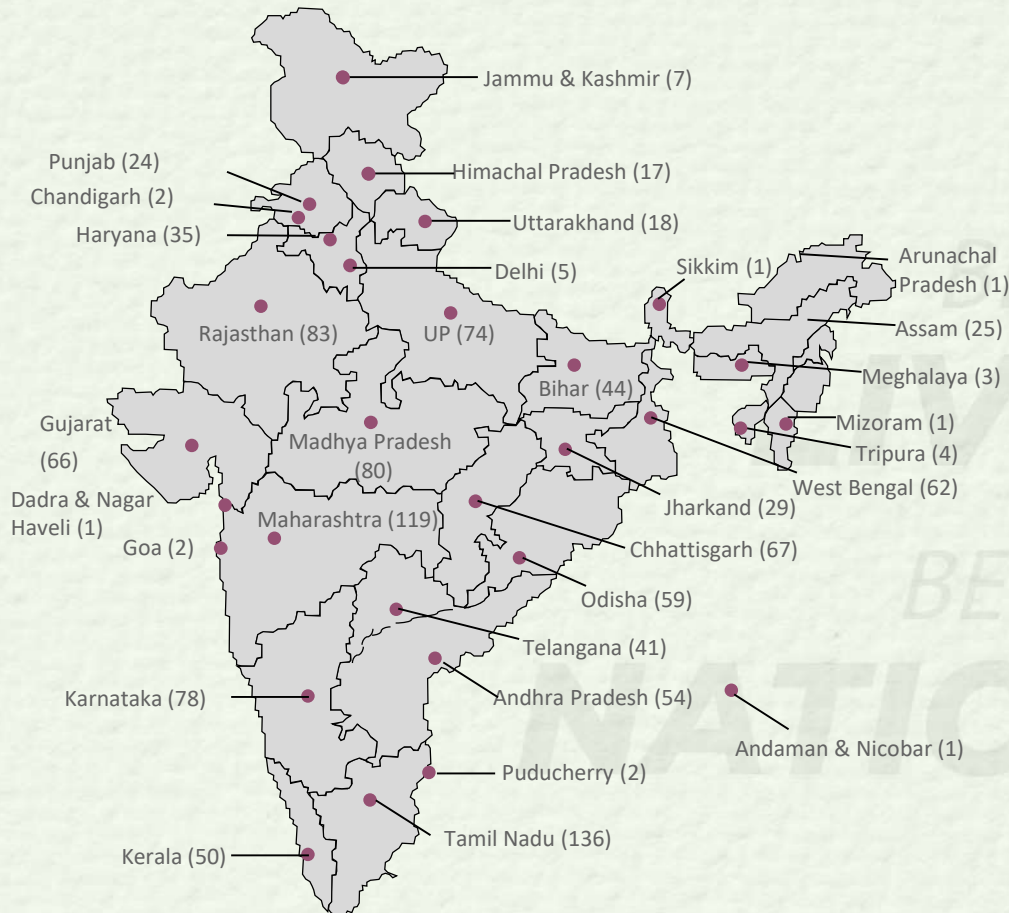 Jammu & Kashmir (7)
Punjab (24)
Himachal Pradesh (17)
Chandigarh (2)
Uttarakhand (18)
Haryana (35)
Delhi (5)
Sikkim (1)
Arunachal
Pradesh (1)
Rajasthan (83)
UP (74)
Assam (25)
Bihar (44)
Meghalaya (3)
Gujarat
(66)
Madhya Pradesh
(80)
Mizoram (1)
Tripura (4)
West Bengal (62)
Dadra & Nagar
Haveli (1)
Jharkand (29)
Maharashtra (119)
Goa (2)
Chhattisgarh (67)
Odisha (59)
Telangana (41)
Karnataka (78)
Andhra Pradesh (54)
Andaman & Nicobar (1)
Puducherry (2)
Tamil Nadu (136)
Kerala (50)